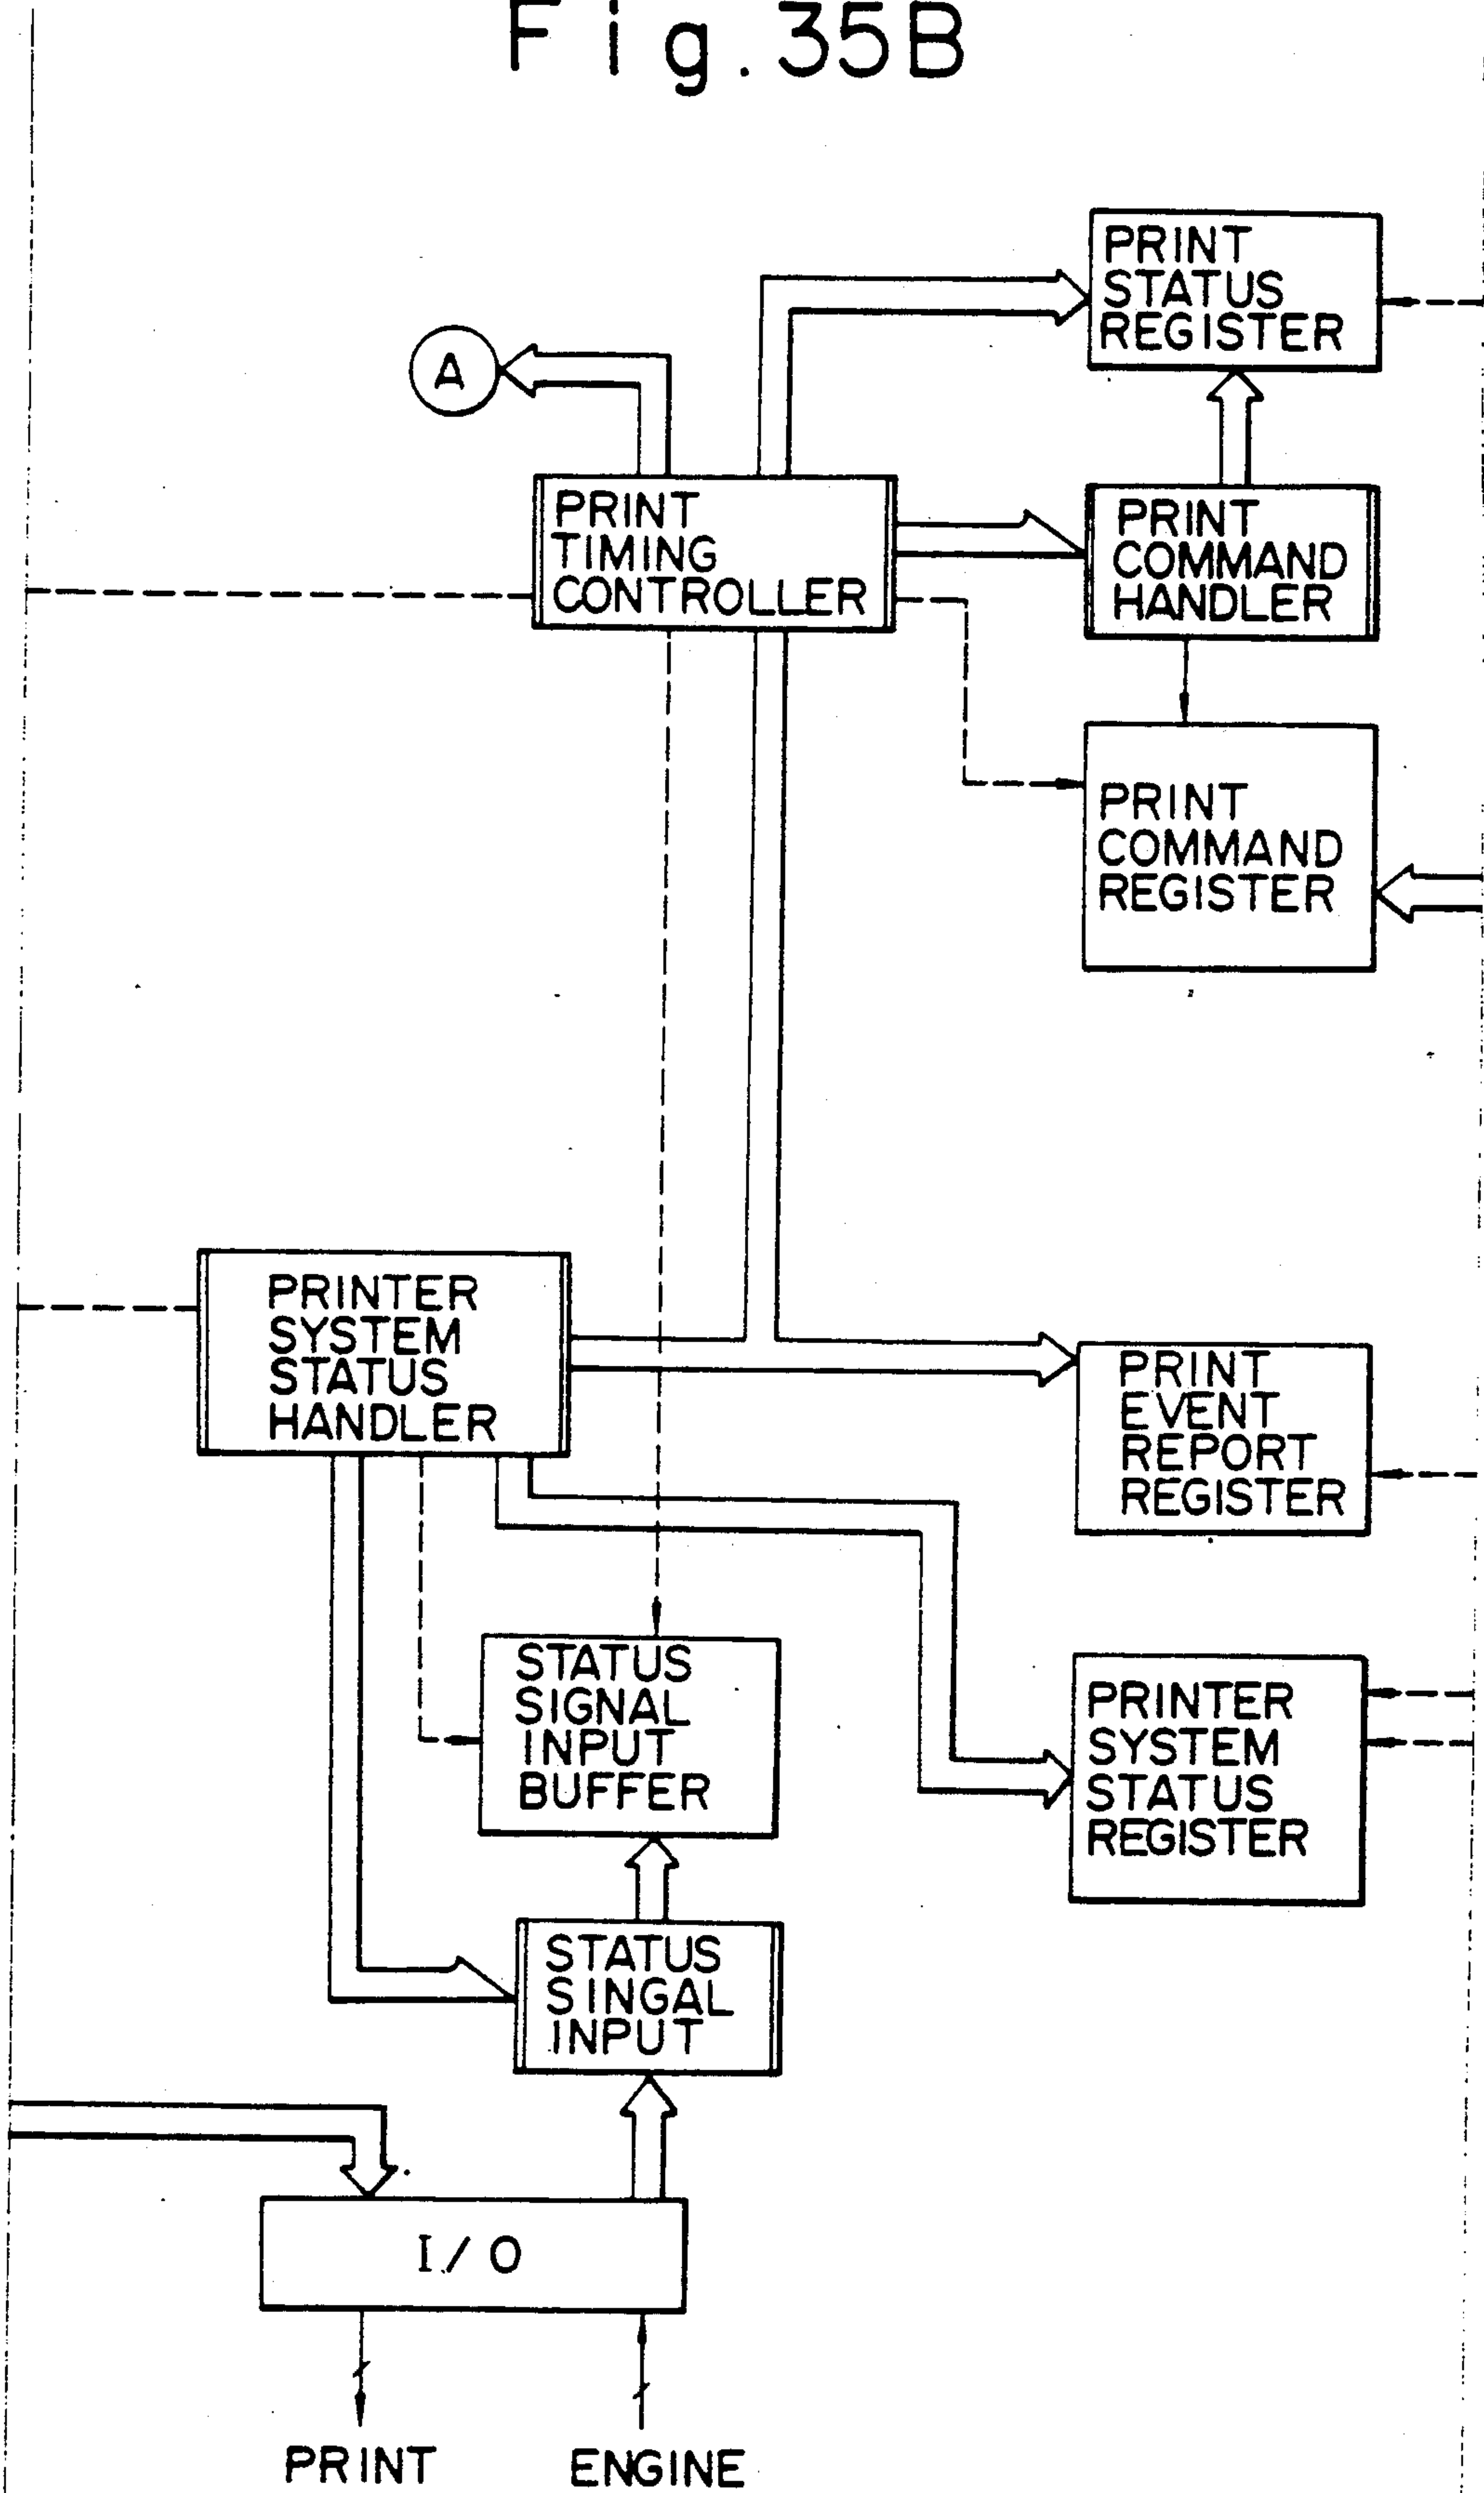 Fig.35B
PRINT
STATUS
REGISTER
A
PRINT
TIMING
CONTROLLER
PRINT
COMMAND
HANDLER
PRINT
COMMAND
REGISTER
PRINTER
SYSTEM
STATUS
HANDLER
PRINT
EVENT
REPORT
REGISTER
STATUS
SIGNAL
INPUT
BUFFER
PRINTER
SYSTEM
STATUS
REGISTER
STATUS
SINGAL
INPUT
I/O
PRINT ENGINE